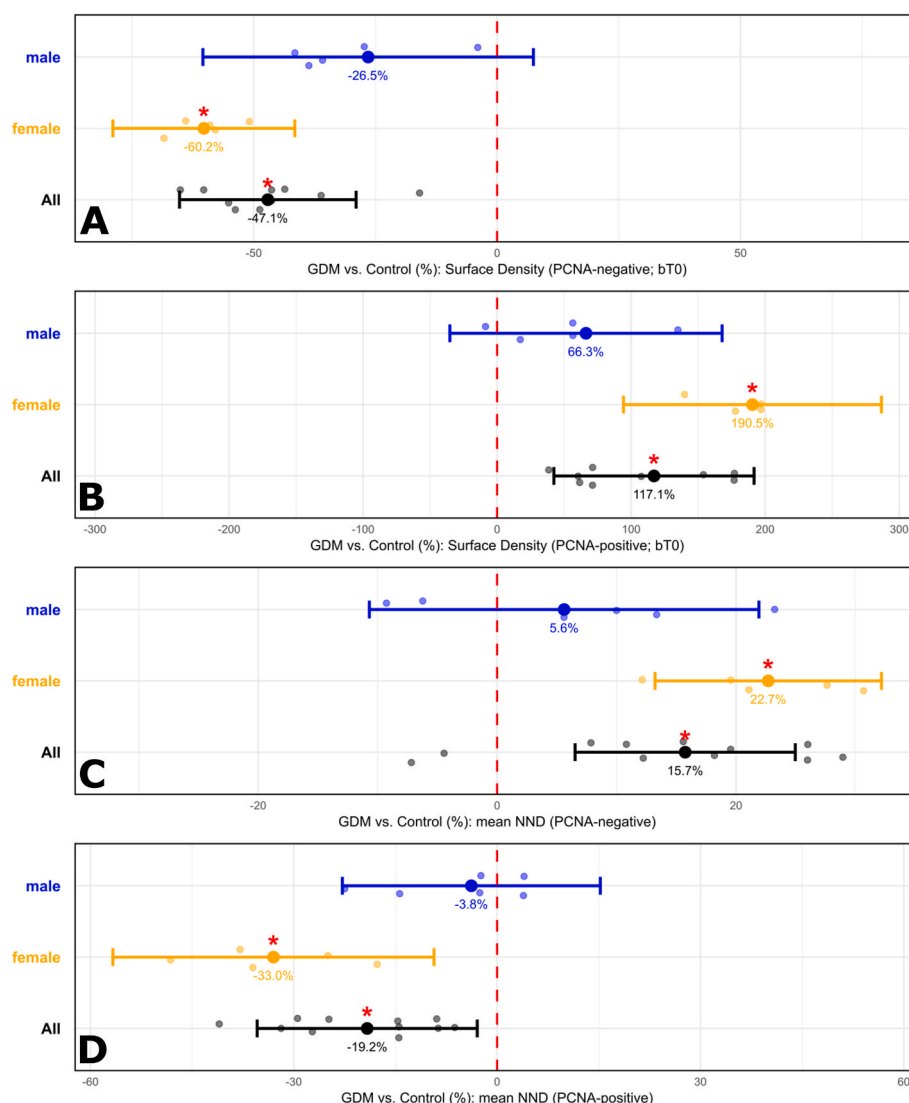 male
-26.5%
*
female
-60.2%
*
All
-47.1%
A
-50 0 50
GDM vs. Control (%): Surface Density (PCNA-negative; bT0)
male
66.3%
*
female
190.5%
*
All
117.1%
B
-300 -200 -100 0 100 200 300
GDM vs. Control (%): Surface Density (PCNA-positive; bT0)
male
5.6%
*
female
22.7%
*
All
15.7%
C
-20 0 20
GDM vs. Control (%): mean NND (PCNA-negative)
male
-3.8%
*
female
-33.0%
*
All
-19.2%
D
-60 -30 0 30 60
GDM vs. Control (%): mean NND (PCNA-positive)